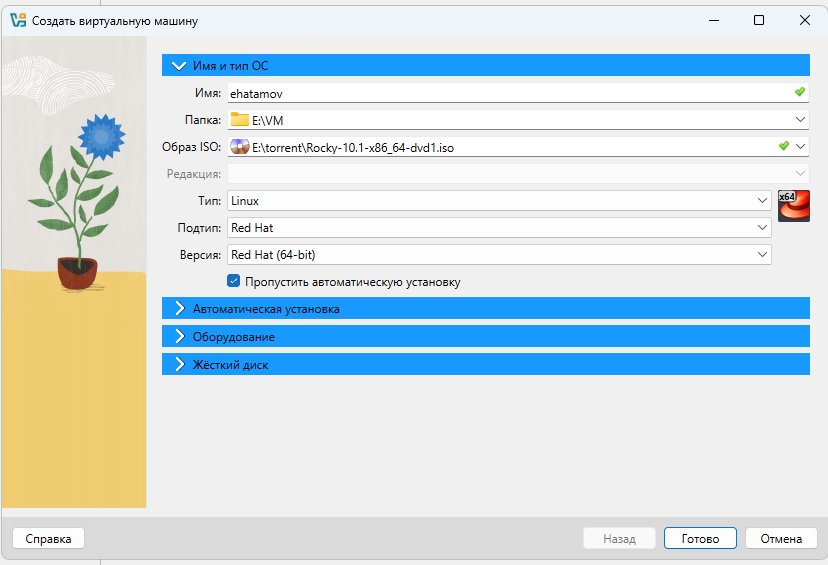 Создать виртуальную машину
Имя и тип ОС
Имя: ehatamov
Папка: E:\VM
Образ ISO: E:\torrent\Rocky-10.1-x86_64-dvd1.iso
Редакция:
Тип: Linux
x64
Подтип: Red Hat
Версия: Red Hat (64-bit)
Пропустить автоматическую установку
Автоматическая установка
Оборудование
Жёсткий диск
Справка Назад Готово Отмена